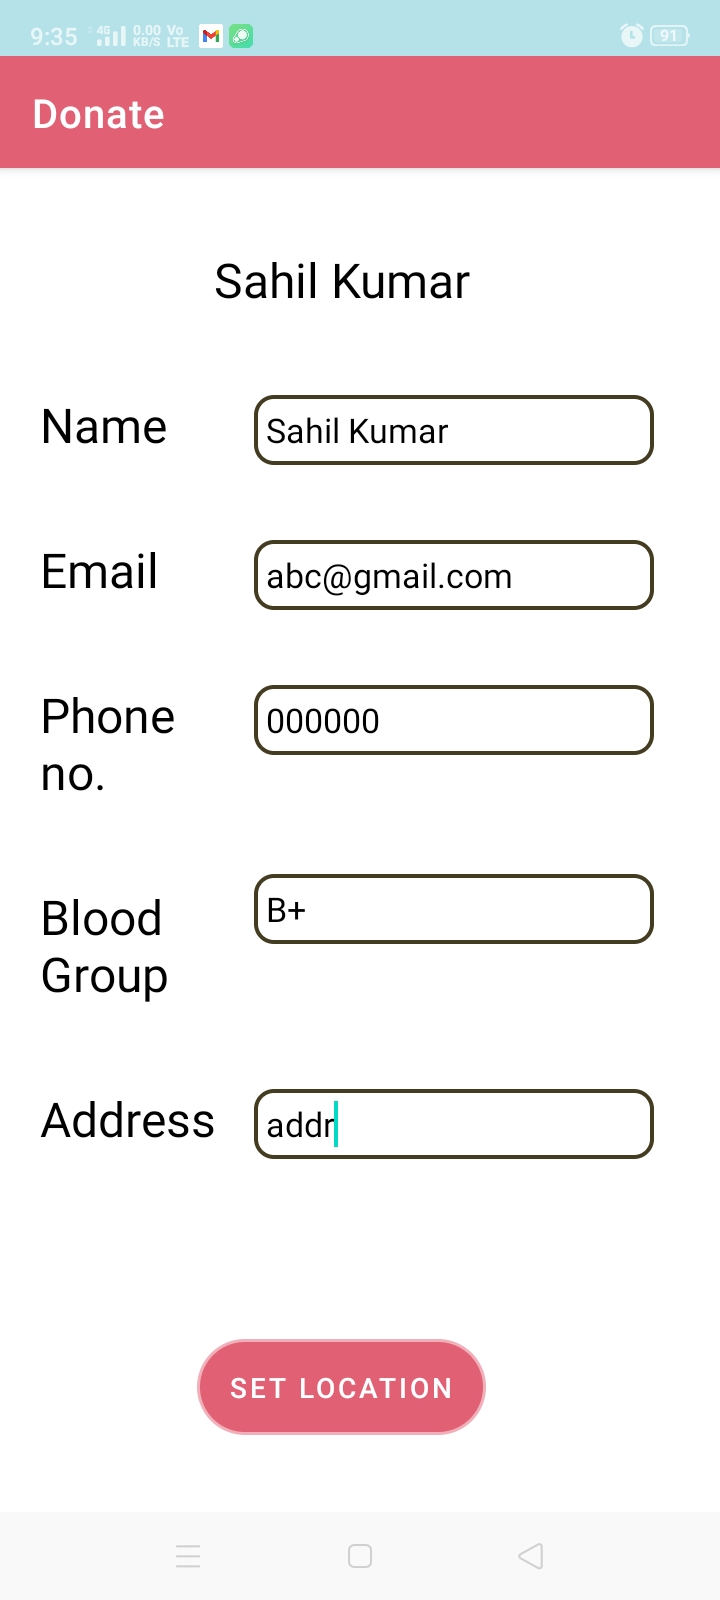 9:35 4G 0.00 KB/S Vo LTE 91
Donate
Sahil Kumar
Name Sahil Kumar
Email abc@gmail.com
Phone no. 000000
Blood Group B+
Address addr
SET LOCATION